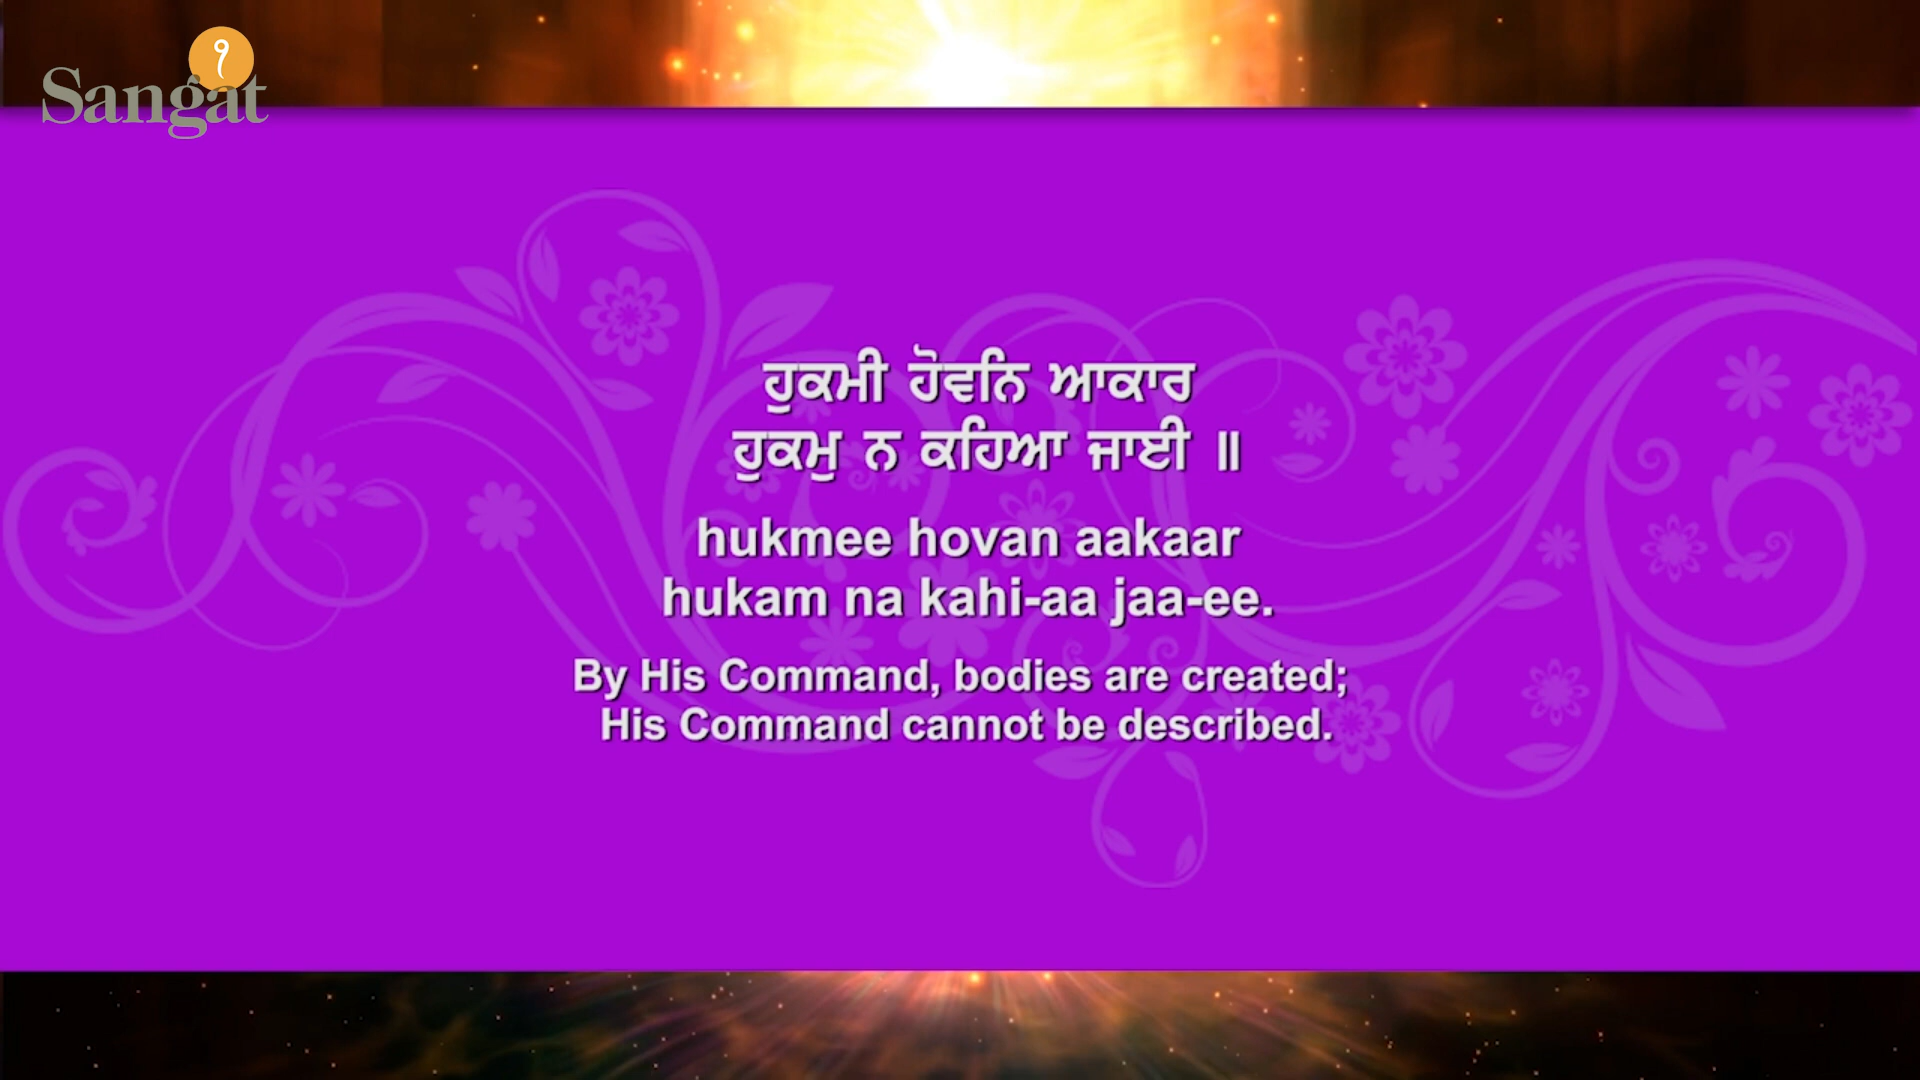 ੧
Sangat
ਹੁਕਮੀ ਹੋਵਨਿ ਆਕਾਰ
ਹੁਕਮੁ ਨ ਕਹਿਆ ਜਾਈ ॥
hukmee hovan aakaar
hukam na kahi-aa jaa-ee.
By His Command, bodies are created;
His Command cannot be described.